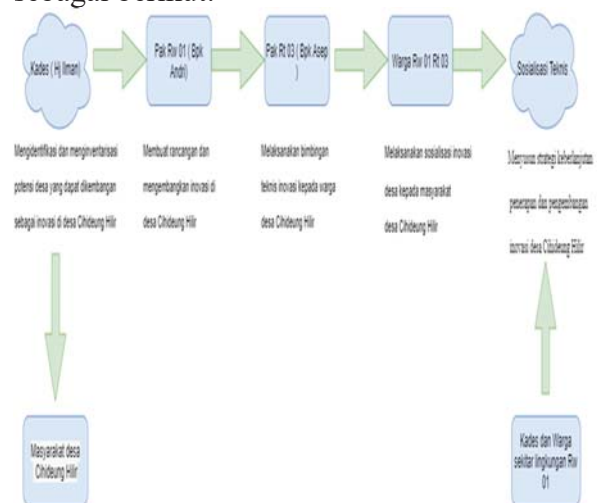 sebagai berikut:
Kades ( Hj Ilman)
Pak Rw 01 ( Bpk
Andri)
Pak Rt 03 ( Bpk Asep
)
Warga Rw 01 Rt 03
Sosialisasi Teknis
Mengidentifikasi dan menginventarisasi
potensi desa yang dapat dikembangan
sebagai inovasi di desa Cihideung Hilir
Membuat rancangan dan
mengembangkan inovasi di
desa Cihideung Hilir
Melaksanakan bimbingan
teknis inovasi kepada warga
desa Cihideung Hilir
Melaksanakan sosialisasi inovasi
desa kepada masyarakat
desa Cihideung Hilir
Menyusun strategi keberlanjutan
penerapan dan pengembangan
inovasi desa Cihideung Hilir
Masyarakat desa
Cihideung Hilir
Kades dan Warga
sekitar lingkungan Rw
01